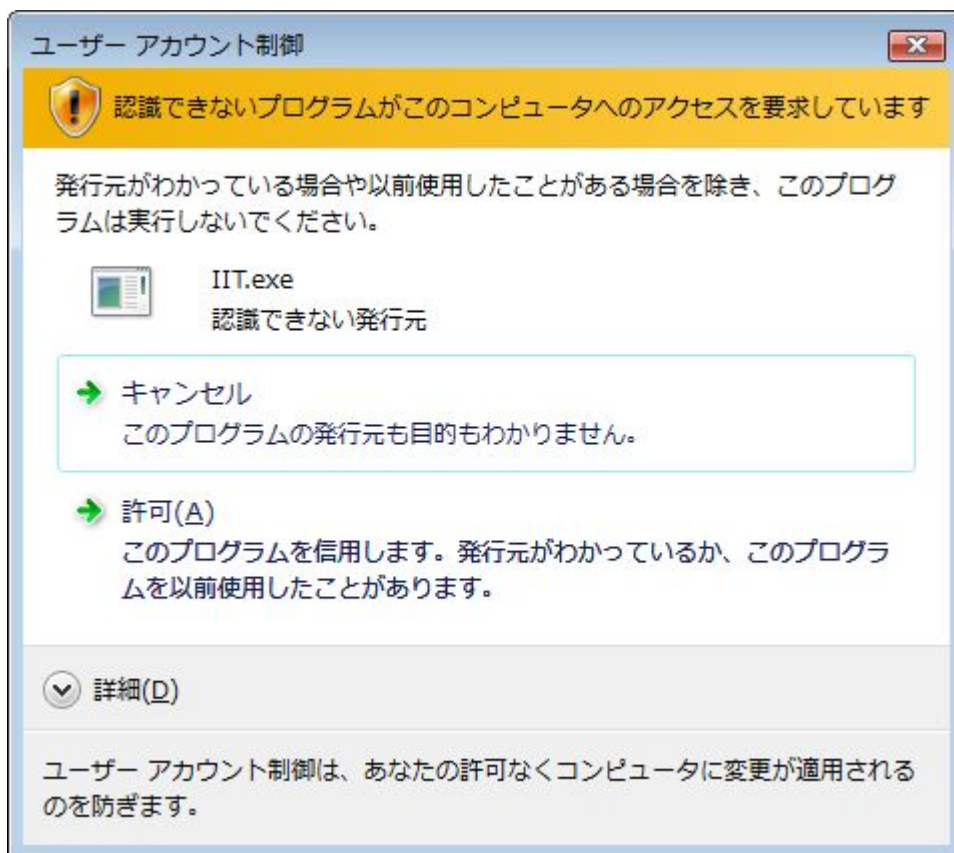 ユーザー アカウント制御
認識できないプログラムがこのコンピュータへのアクセスを要求しています
発行元がわかっている場合や以前使用したことがある場合を除き、このプログ
ラムは実行しないでください。
IIT.exe
認識できない発行元
キャンセル
このプログラムの発行元も目的もわかりません。
許可(A)
このプログラムを信用します。発行元がわかっているか、このプログラ
ムを以前使用したことがあります。
詳細(D)
ユーザー アカウント制御は、あなたの許可なくコンピュータに変更が適用される
のを防ぎます。